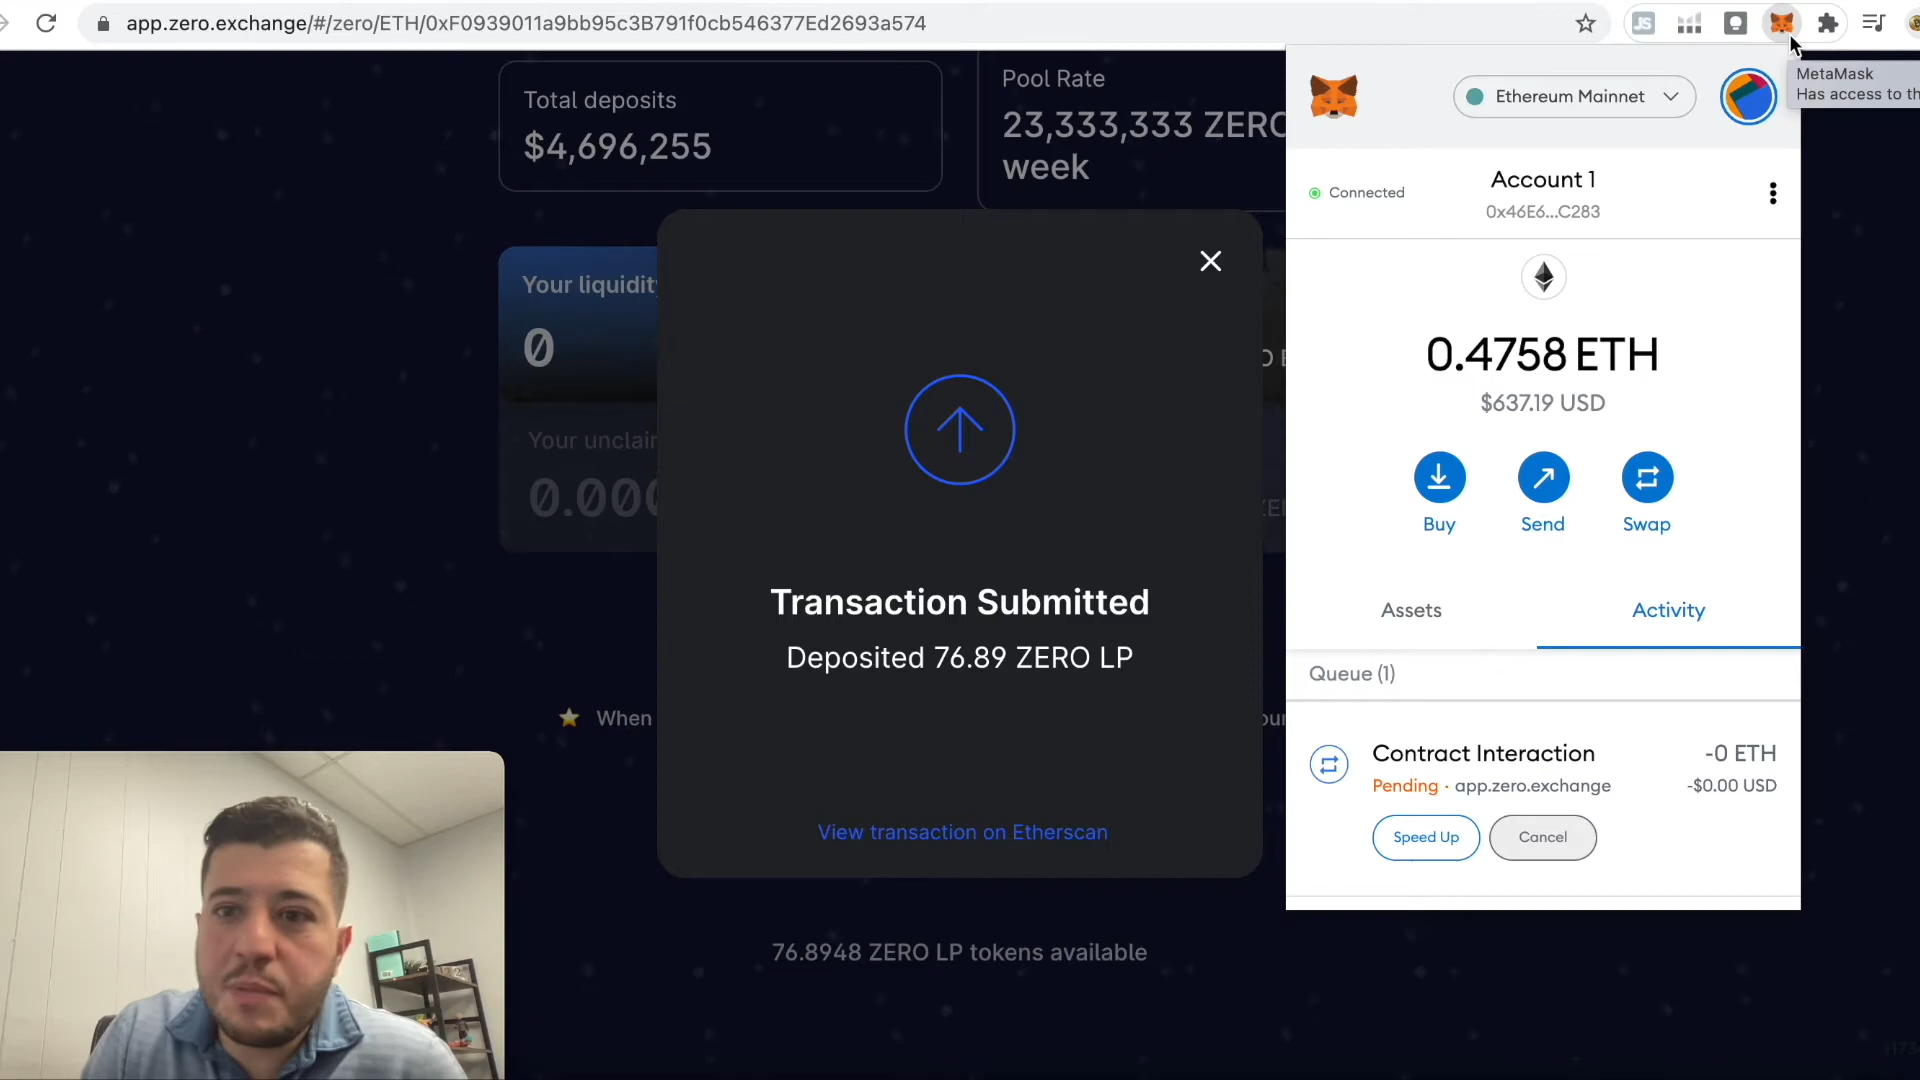 app.zero.exchange/#/zero/ETH/0xF0939011a9bb95c3B791f0cb546377Ed2693a574
JS
MetaMask
Has access to th
Total deposits
$4,696,255
Pool Rate
23,333,333 ZERO
week
Your liquidity
0
Your unclai
0.000
When
Transaction Submitted
Deposited 76.89 ZERO LP
View transaction on Etherscan
76.8948 ZERO LP tokens available
Ethereum Mainnet
Connected
Account 1
0x46E6...C283
0.4758 ETH
$637.19 USD
Buy
Send
Swap
Assets
Activity
Queue (1)
Contract Interaction
-0 ETH
Pending · app.zero.exchange
-$0.00 USD
Speed Up
Cancel